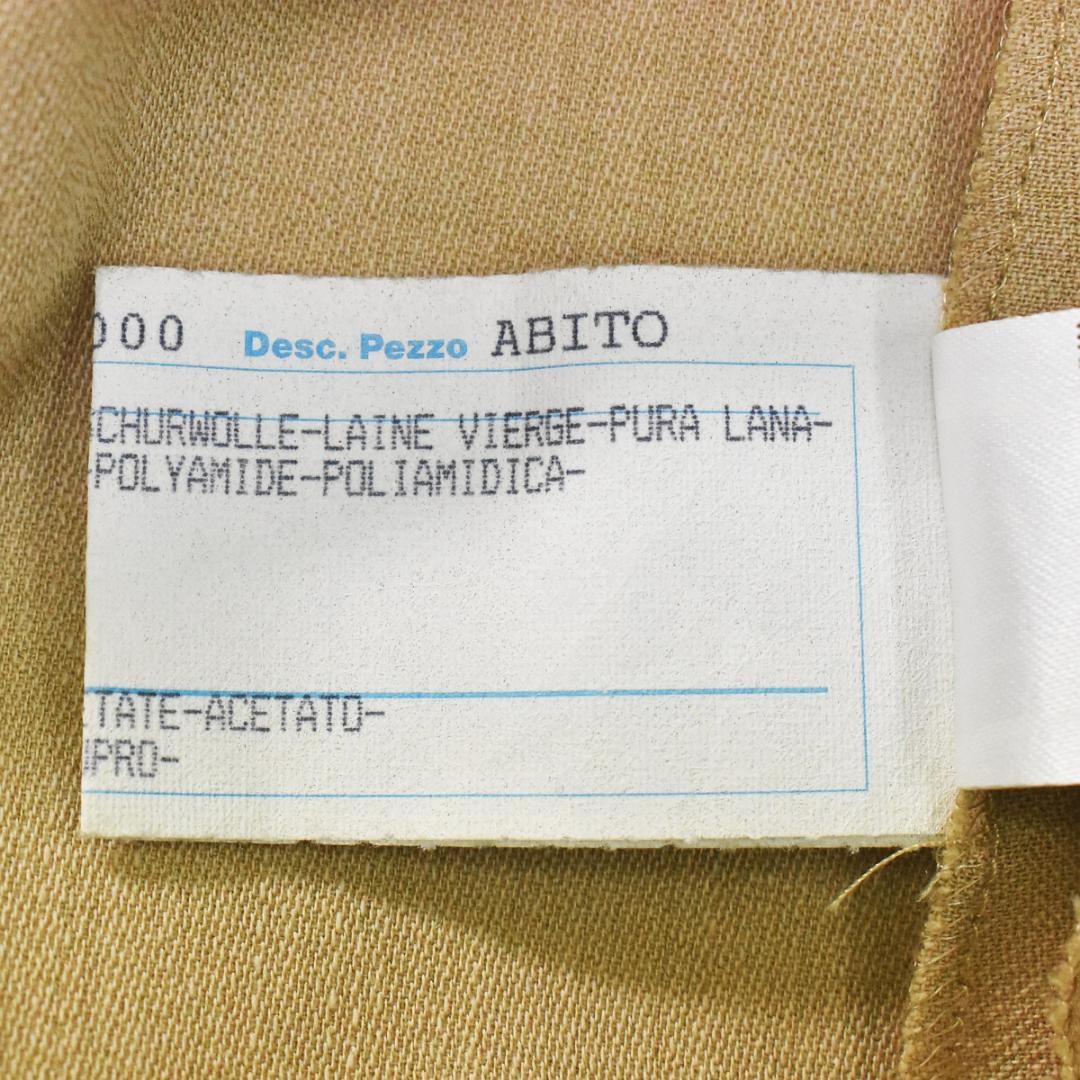 000 Desc. Pezzo ABITO
CHURWOLLE-LAINE VIERGE-PURA LANA-
-POLYAMIDE-POLIAMIDICA-
TATE-ACETATO-
PRO-